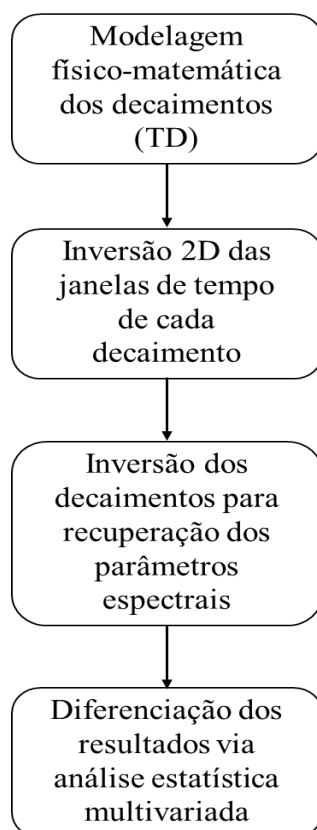 Modelagem
físico-matemática
dos decaimentos
(TD)
Inversão 2D das
janelas de tempo
de cada
decaimento
Inversão dos
decaimentos para
recuperação dos
parâmetros
espectrais
Diferenciação dos
resultados via
análise estatística
multivariada